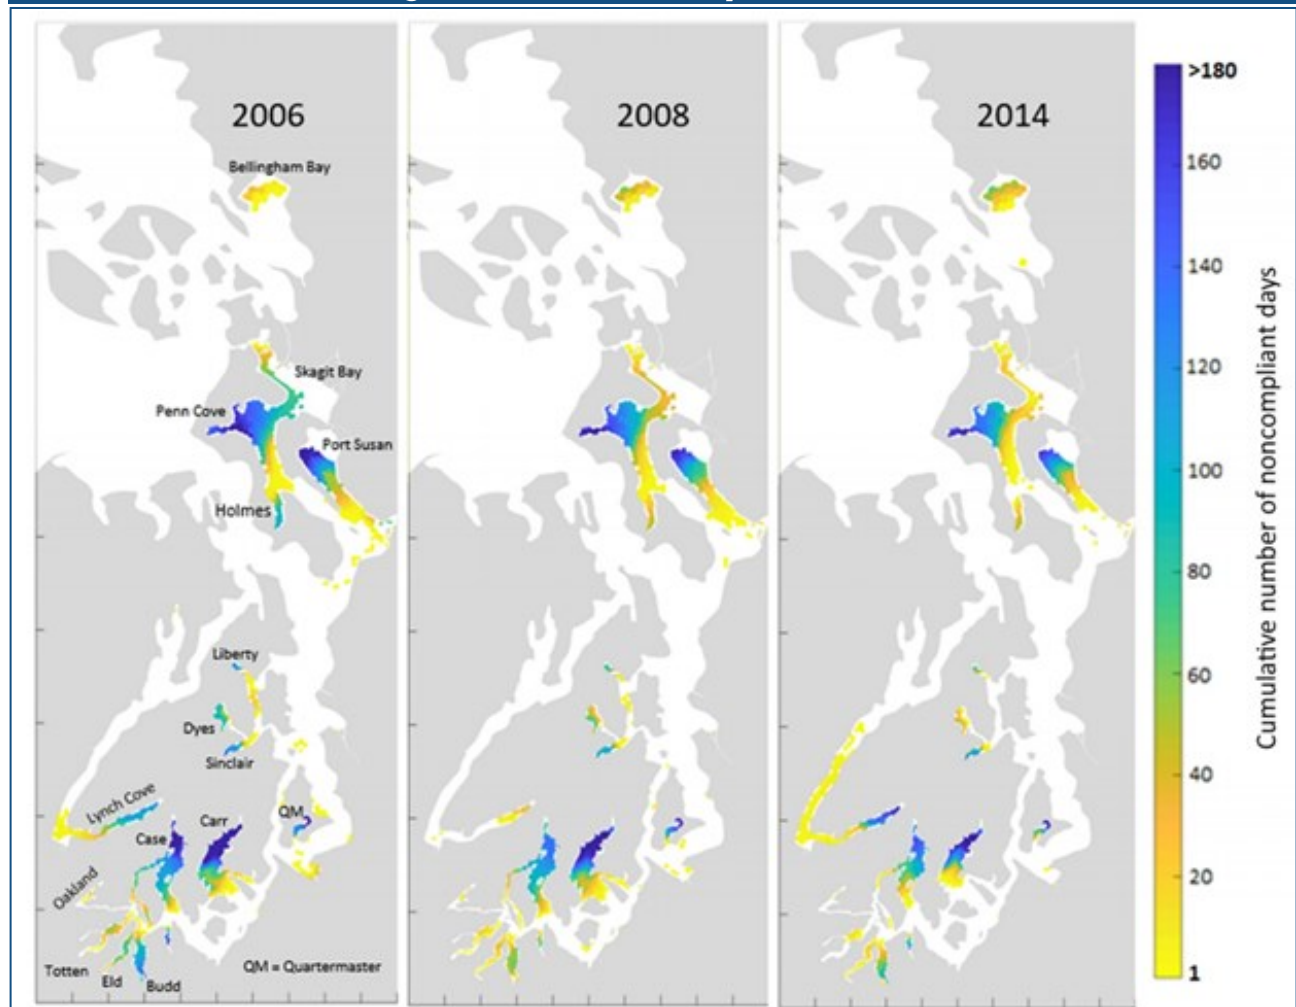 2006
2008
2014
Bellingham Bay
Skagit Bay
Penn Cove
Port Susan
Holmes
Liberty
Dyes
Sinclair
Lynch Cove
QM
Carr
Case
Oakland
Totten
Eld
Budd
QM = Quartermaster
>180
160
140
120
100
80
60
40
20
1
Cumulative number of noncompliant days